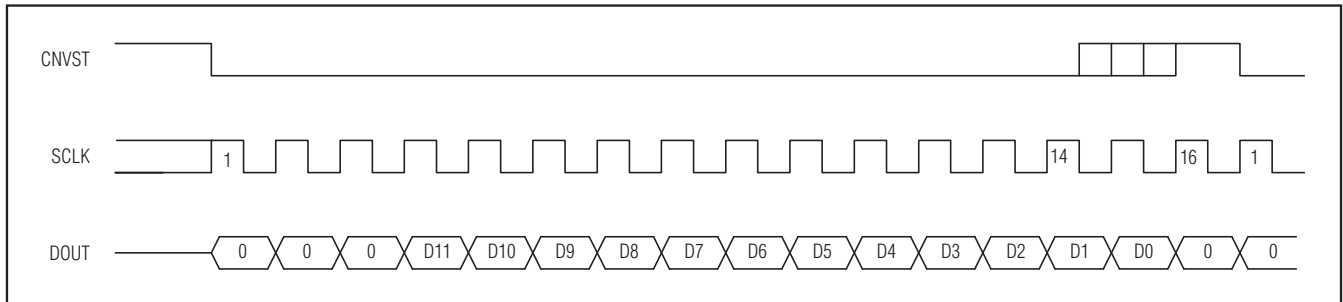 CNVST
SCLK 1 14 16 1
DOUT 0 0 0 D11 D10 D9 D8 D7 D6 D5 D4 D3 D2 D1 D0 0 0